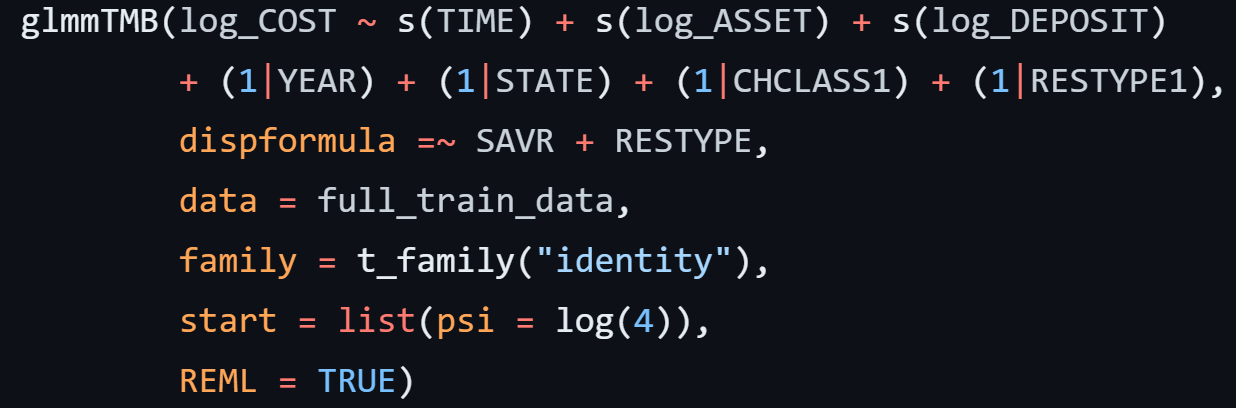 glmmTMB(log_COST ~ s(TIME) + s(log_ASSET) + s(log_DEPOSIT)
+ (1|YEAR) + (1|STATE) + (1|CHCLASS1) + (1|RESTYPE1),
dispformula =~ SAVR + RESTYPE,
data = full_train_data,
family = t_family("identity"),
start = list(psi = log(4)),
REML = TRUE)